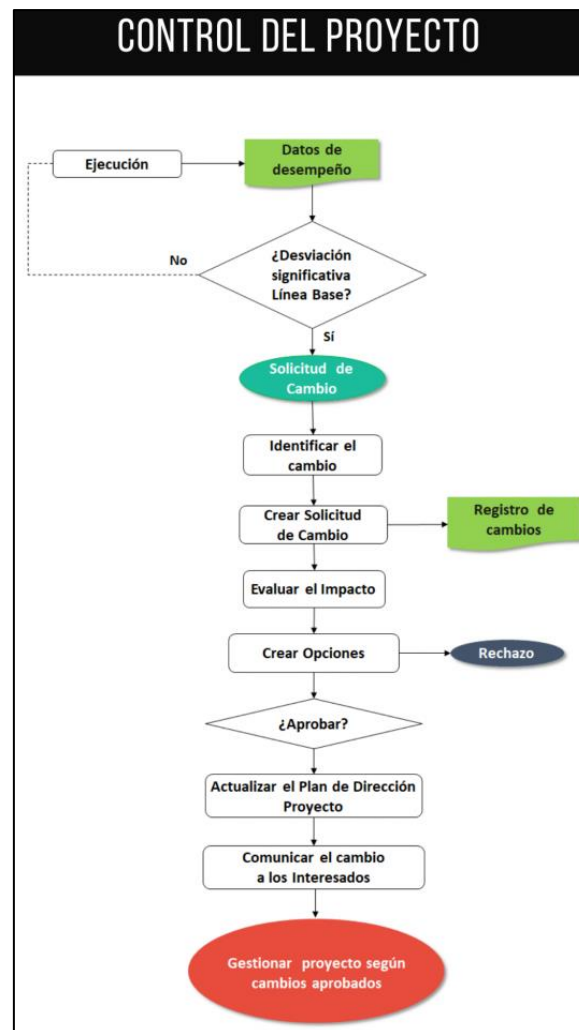 CONTROL DEL PROYECTO
Ejecución
Datos de
desempeño
No
¿Desviación
significativa
Línea Base?
Sí
Solicitud de
Cambio
Identificar el
cambio
Crear Solicitud
de Cambio
Registro de
cambios
Evaluar el Impacto
Crear Opciones
Rechazo
¿Aprobar?
Actualizar el Plan de Dirección
Proyecto
Comunicar el cambio
a los Interesados
Gestionar proyecto según
cambios aprobados